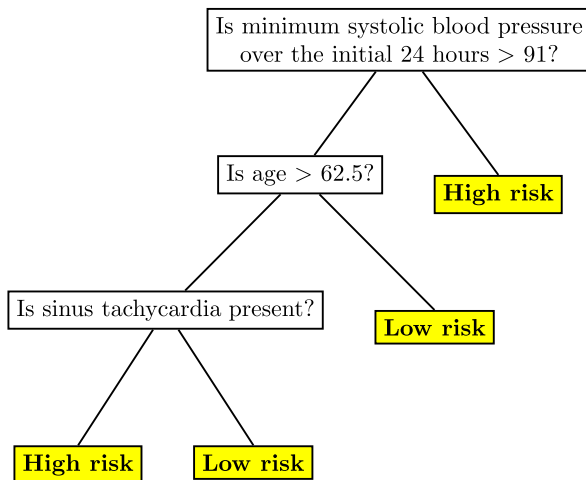 Is minimum systolic blood pressure
over the initial 24 hours > 91?
Is age > 62.5?
High risk
Is sinus tachycardia present?
Low risk
High risk
Low risk